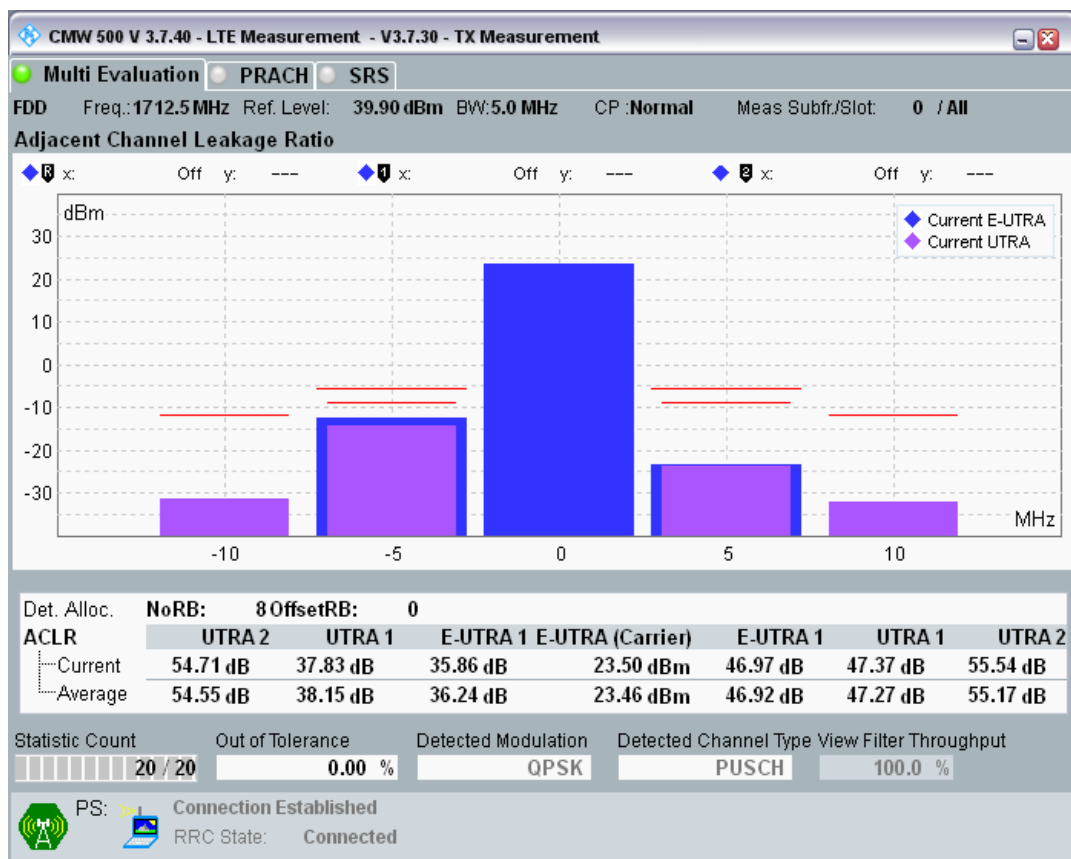 CMW 500 V 3.7.40 - LTE Measurement - V3.7.30 - TX Measurement
Multi Evaluation PRACH SRS
FDD Freq.: 1712.5 MHz Ref. Level: 39.90 dBm BW: 5.0 MHz CP :Normal Meas Subfr./Slot: 0 / All
Adjacent Channel Leakage Ratio
R x: Off y: --- 1 x: Off y: --- 2 x: Off y: ---
dBm
Current E-UTRA
Current UTRA
30
20
10
0
-10
-20
-30
MHz
-10 -5 0 5 10
Det. Alloc. NoRB: 8 OffsetRB: 0
ACLR UTRA 2 UTRA 1 E-UTRA 1 E-UTRA (Carrier) E-UTRA 1 UTRA 1 UTRA 2
Current 54.71 dB 37.83 dB 35.86 dB 23.50 dBm 46.97 dB 47.37 dB 55.54 dB
Average 54.55 dB 38.15 dB 36.24 dB 23.46 dBm 46.92 dB 47.27 dB 55.17 dB
Statistic Count Out of Tolerance Detected Modulation Detected Channel Type View Filter Throughput
20 / 20 0.00 % QPSK PUSCH 100.0 %
PS: Connection Established
RRC State: Connected